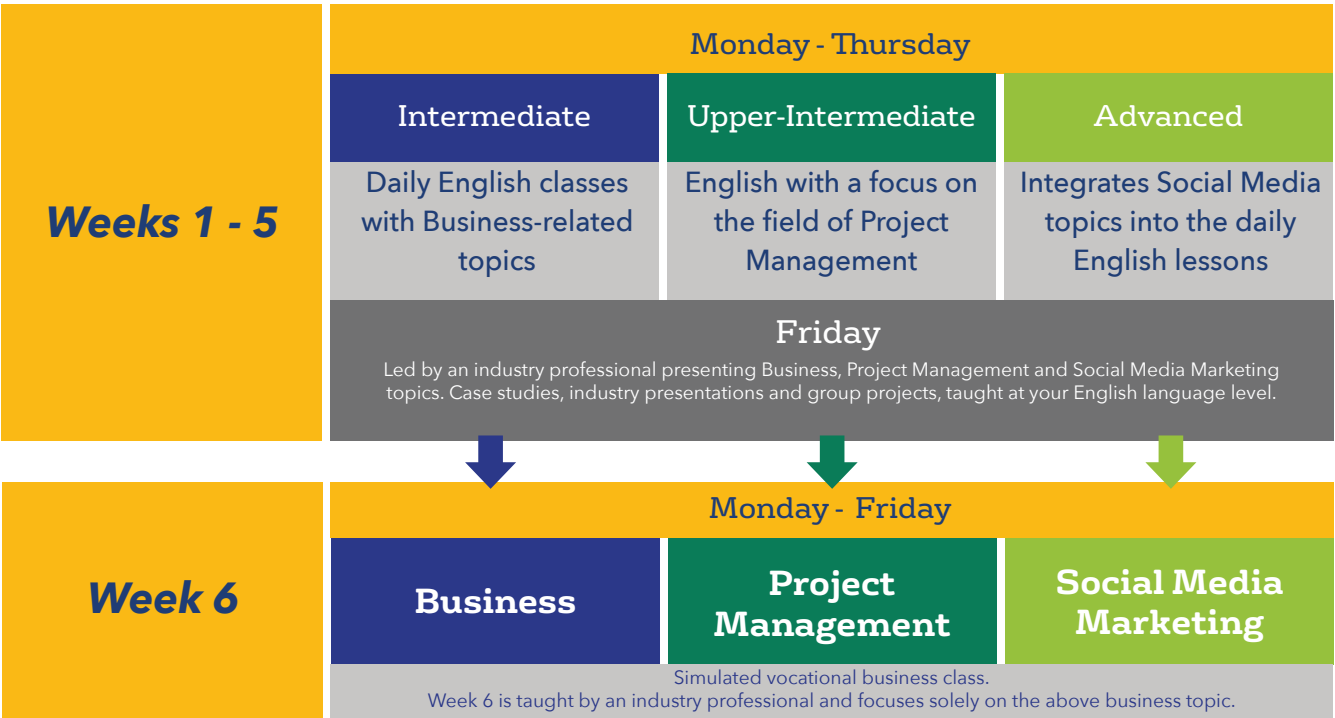 Weeks 1 - 5
Monday - Thursday
Intermediate
Upper-Intermediate
Advanced
Daily English classes
with Business-related
topics
English with a focus on
the field of Project
Management
Integrates Social Media
topics into the daily
English lessons
Friday
Led by an industry professional presenting Business, Project Management and Social Media Marketing
topics. Case studies, industry presentations and group projects, taught at your English language level.
Week 6
Monday - Friday
Business
Project
Management
Social Media
Marketing
Simulated vocational business class.
Week 6 is taught by an industry professional and focuses solely on the above business topic.